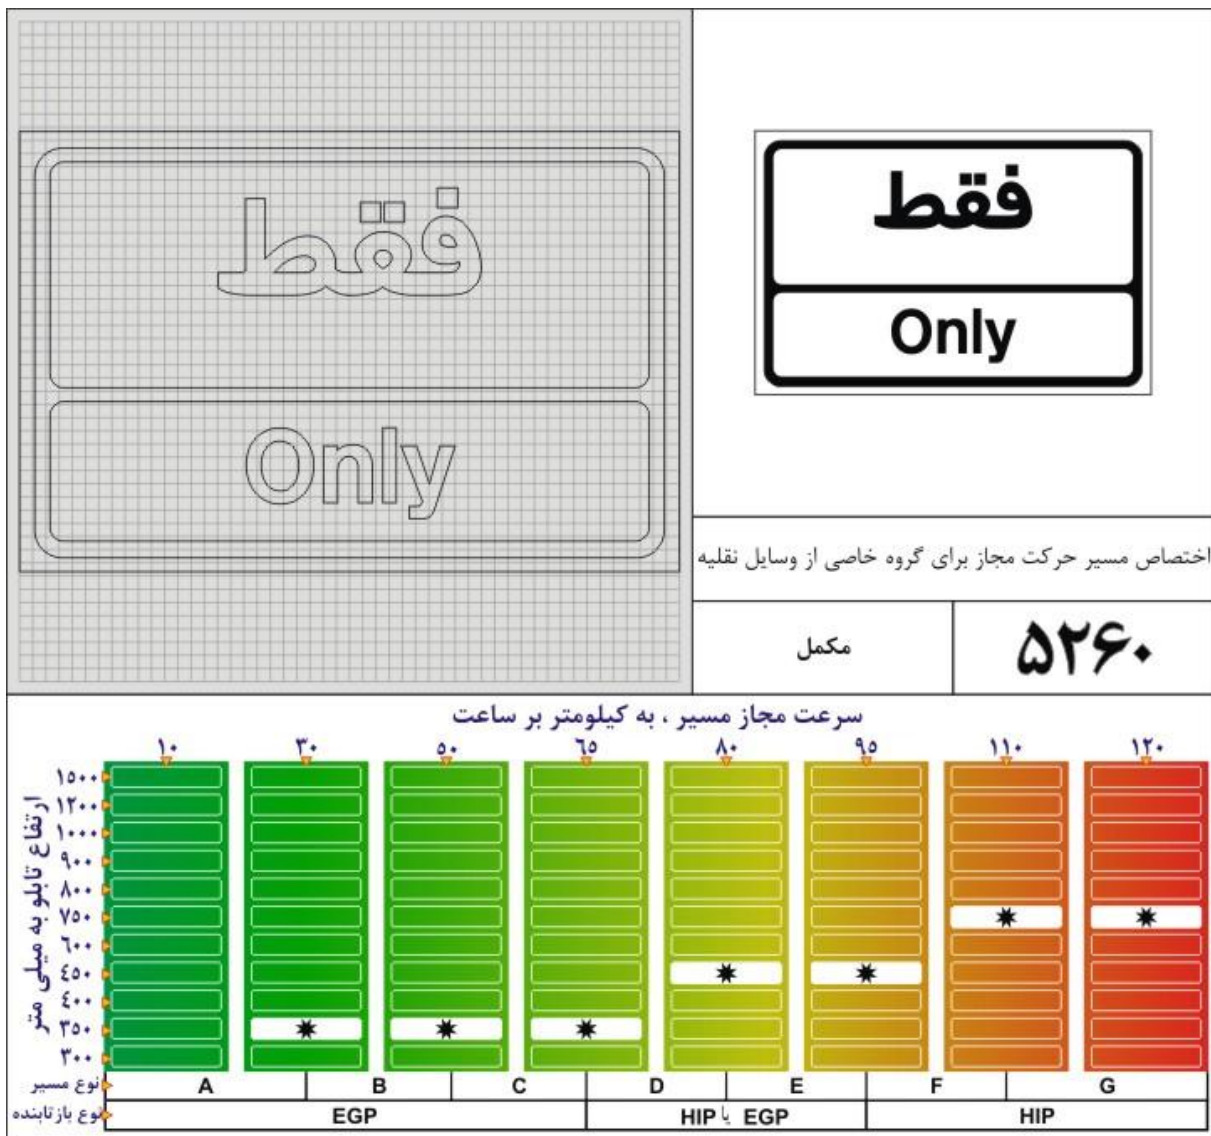 فقط
Only
فقط
Only
اختصاص مسیر حرکت مجاز برای گروه خاصی از وسایل نقلیه
۵۲۶۰
مکمل
سرعت مجاز مسیر ، به کیلومتر بر ساعت
۱۰ ۳۰ ۵۰ ۶۵ ۸۰ ۹۵ ۱۱۰ ۱۲۰
ارتفاع تابلو به میلی متر
۱۵۰۰
۱۲۰۰
۱۰۰۰
۹۰۰
۸۰۰
۷۵۰
۶۰۰
٤٥٠
٤۰۰
۳۵۰
۳۰۰
نوع مسیر A B C D E F G
نوع بازتابنده EGP HIP یا EGP HIP